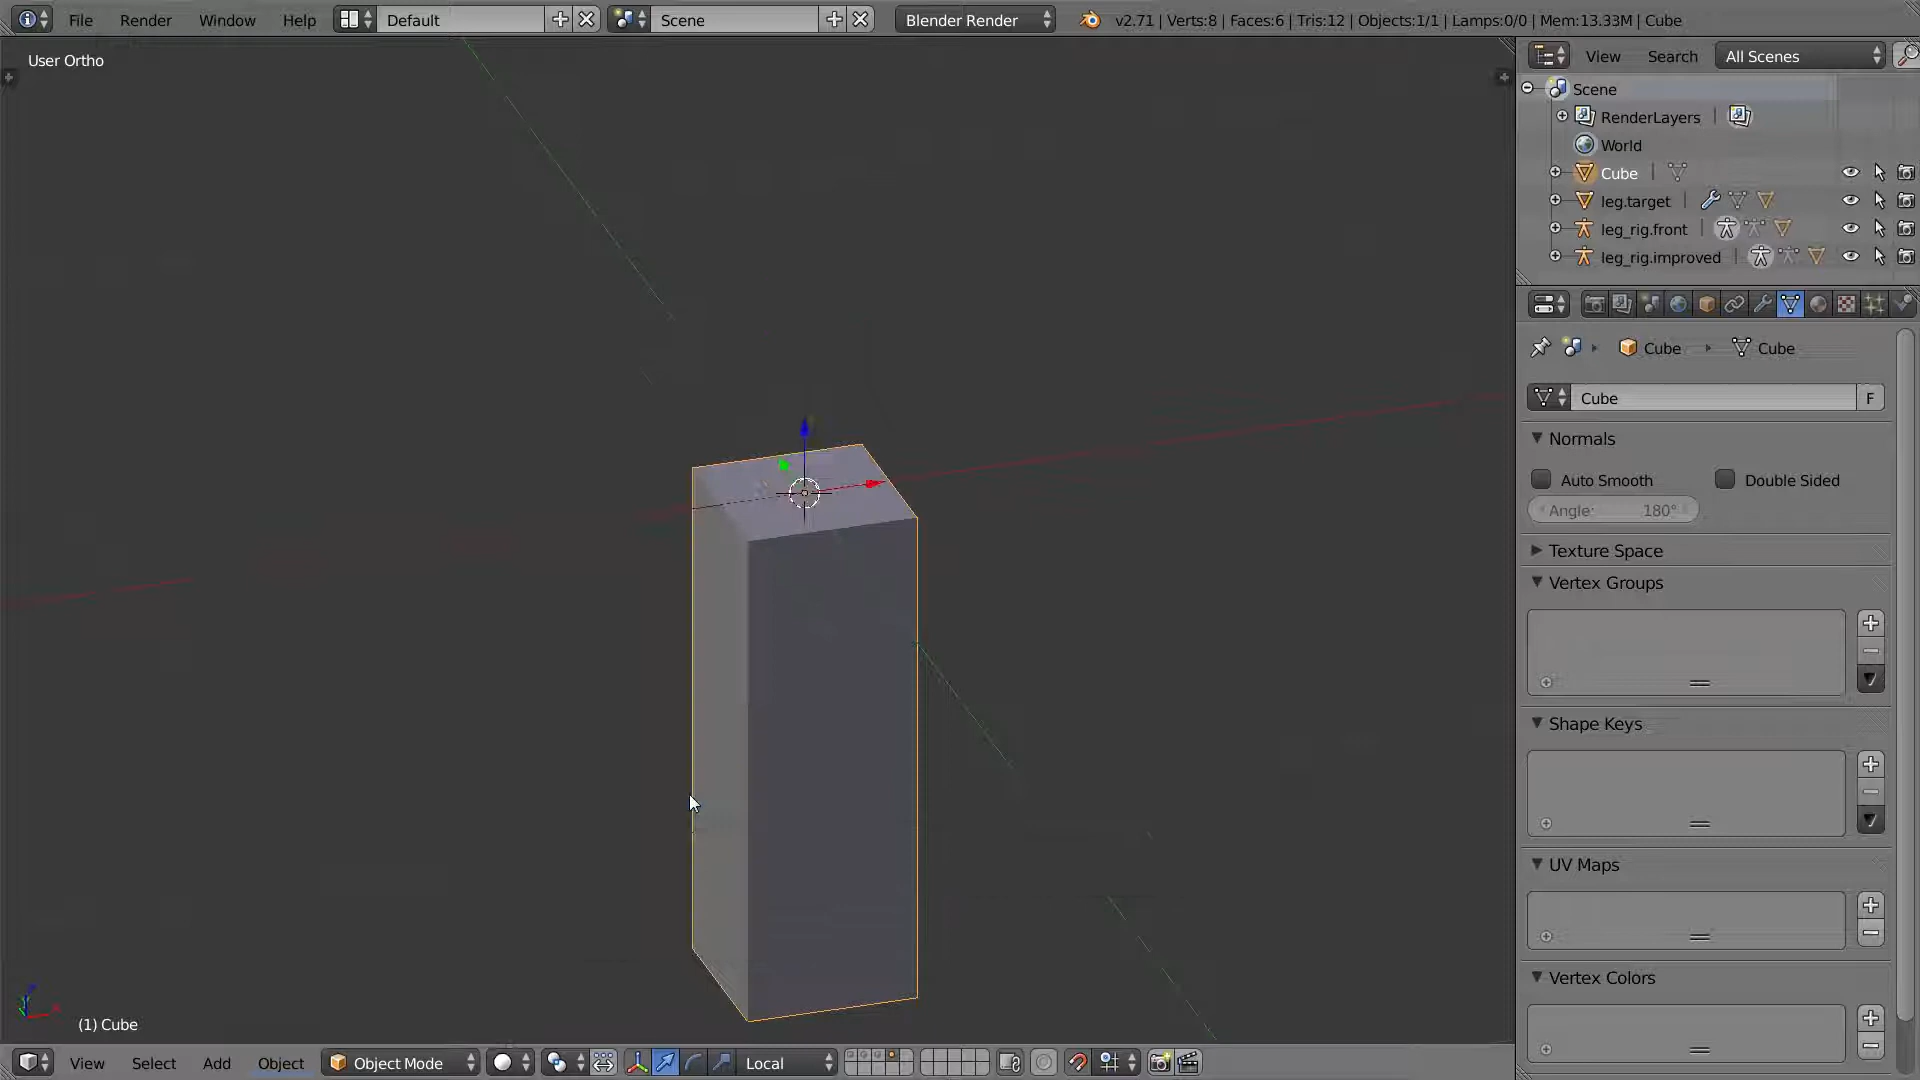 File Render Window Help Default Scene Blender Render v2.71 | Verts:8 | Faces:6 | Tris:12 | Objects:1/1 | Lamps:0/0 | Mem:13.33M | Cube
User Ortho
View Search All Scenes
Scene
RenderLayers
World
Cube
leg.target
leg_rig.front
leg_rig.improved
Cube Cube
Cube F
Normals
Auto Smooth Double Sided
Angle: 180°
Texture Space
Vertex Groups
Shape Keys
UV Maps
Vertex Colors
(1) Cube
View Select Add Object Object Mode Local